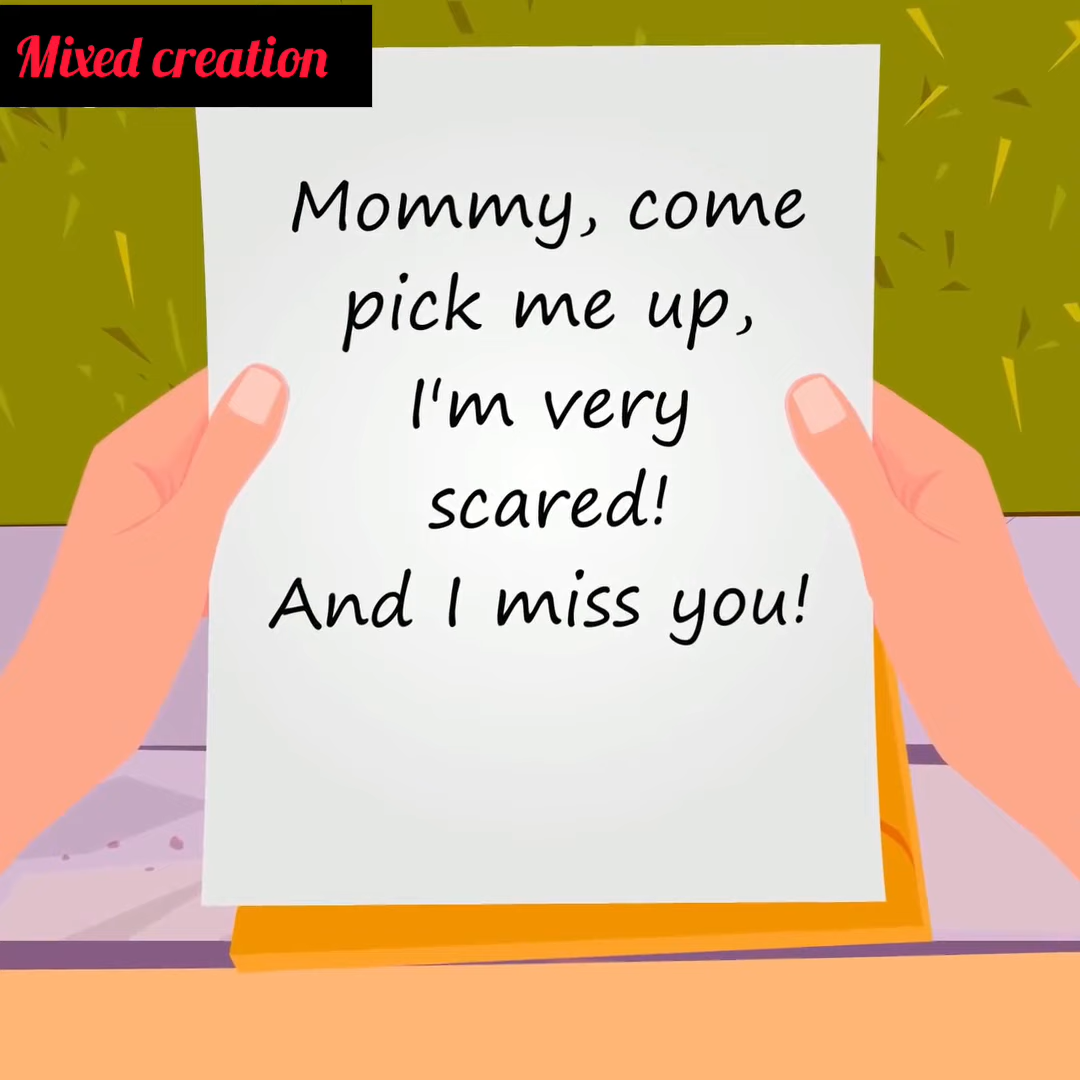 Mixed creation
Mommy, come
pick me up,
I'm very
scared!
And I miss you!